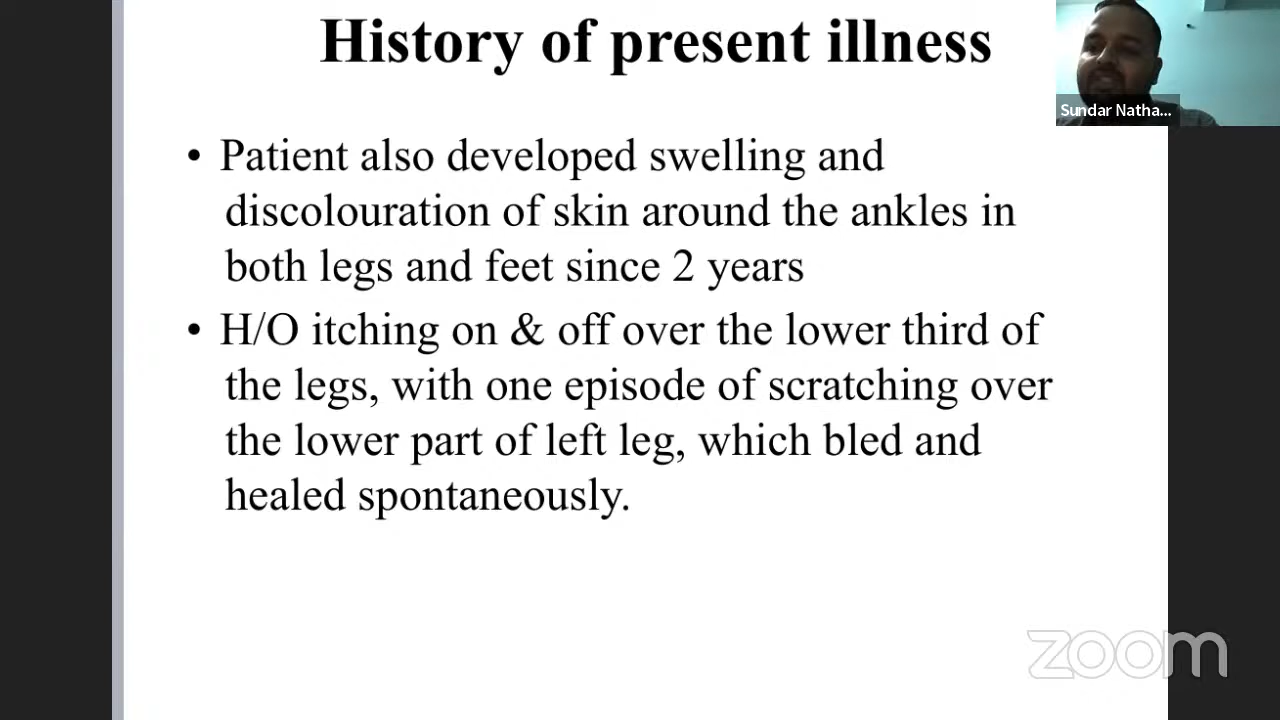 History of present illness
Sundar Natha...
• Patient also developed swelling and
discolouration of skin around the ankles in
both legs and feet since 2 years
• H/O itching on & off over the lower third of
the legs, with one episode of scratching over
the lower part of left leg, which bled and
healed spontaneously.
zoom